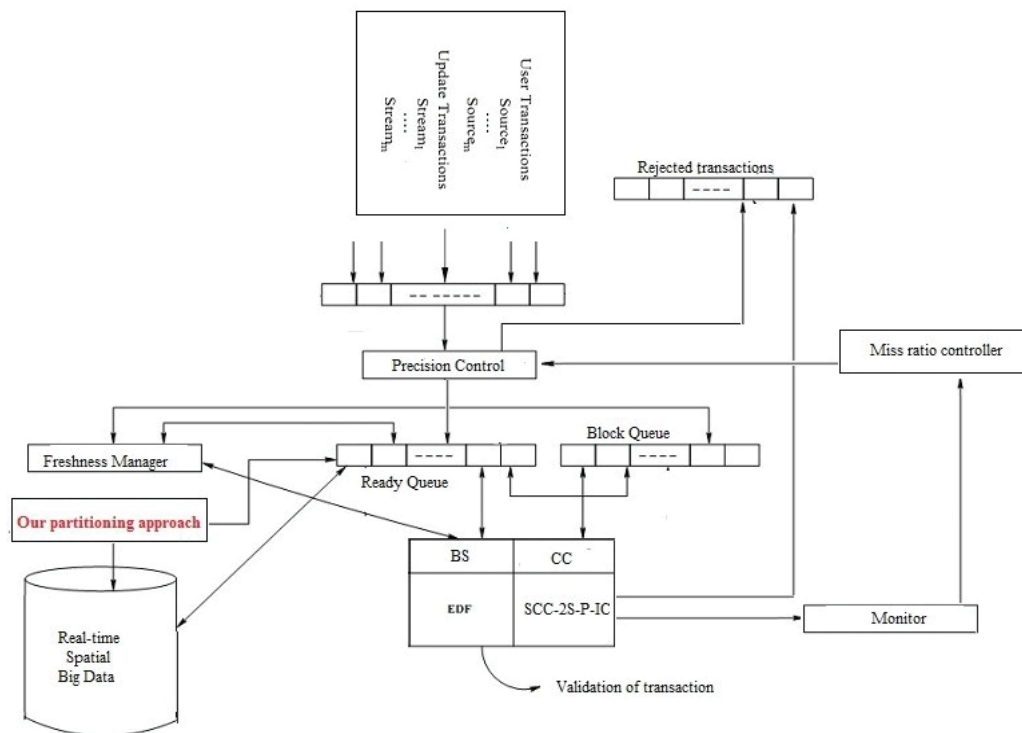 User Transactions
Source1
....
Sourcem
Update Transactions
Stream1
....
Streamm
Rejected transactions
----
-- -----
Precision Control
Miss ratio controller
Freshness Manager
----
Ready Queue
Block Queue
----
Our partitioning approach
BS
CC
EDF
SCC-2S-P-IC
Monitor
Real-time
Spatial
Big Data
Validation of transaction